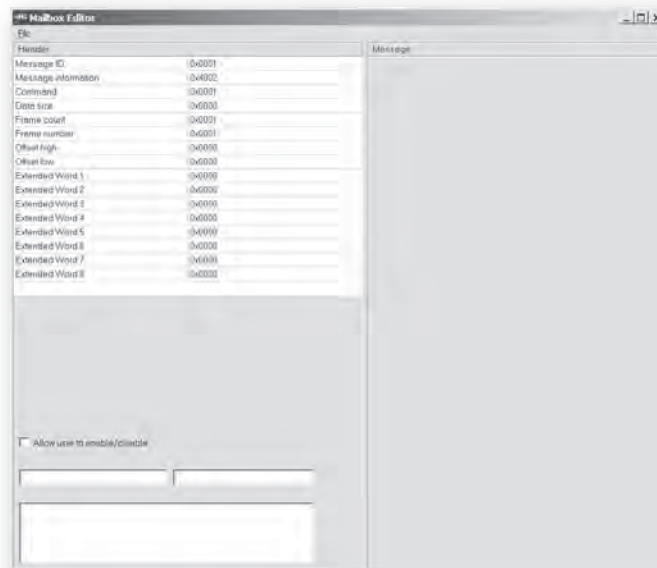 Mailbox Editor
File
Header
Message
Message ID 0x0001
Message information 0x4002
Command 0x0001
Data size 0x0000
Frame count 0x0001
Frame number 0x0001
Offset high 0x0000
Offset low 0x0000
Extended Word 1 0x0000
Extended Word 2 0x0000
Extended Word 3 0x0000
Extended Word 4 0x0000
Extended Word 5 0x0000
Extended Word 6 0x0000
Extended Word 7 0x0000
Extended Word 8 0x0000
Allow user to enable/disable